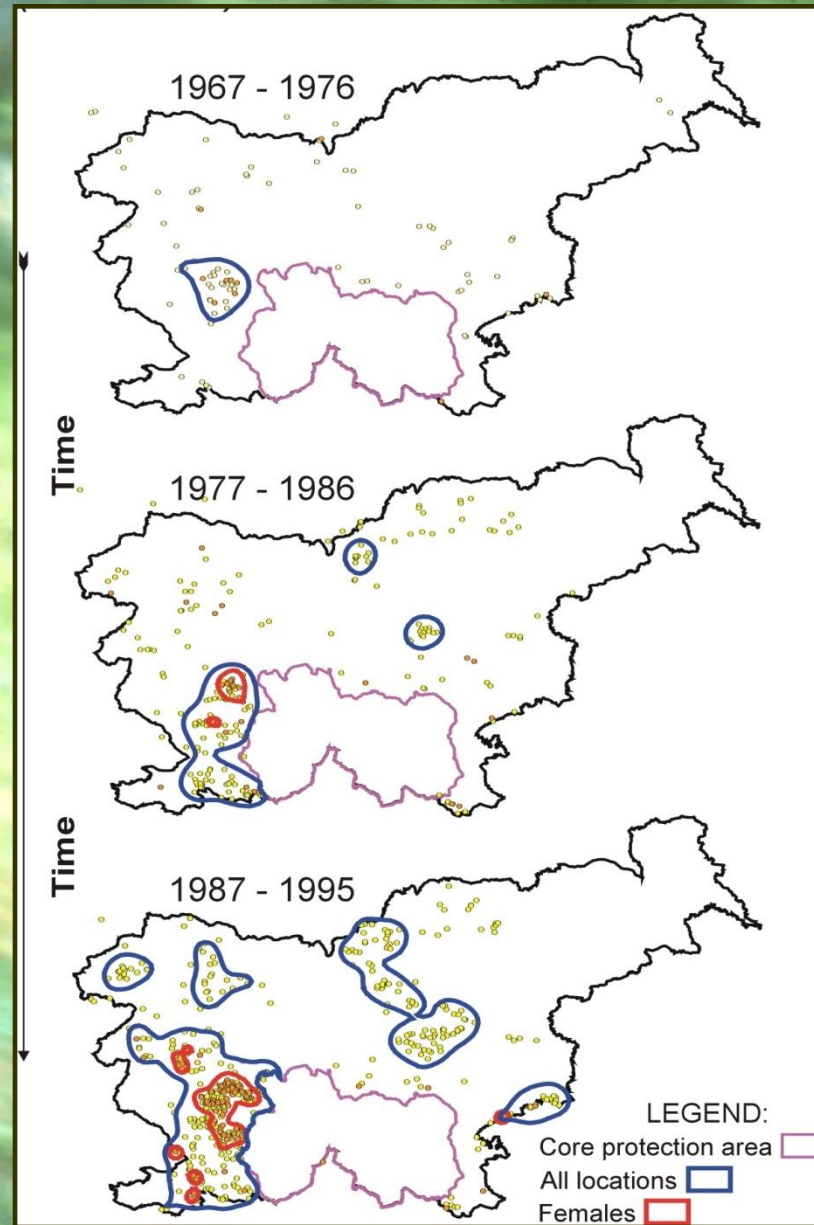 1967 - 1976
Time
1977 - 1986
Time
1987 - 1995
LEGEND:
Core protection area
All locations
Females